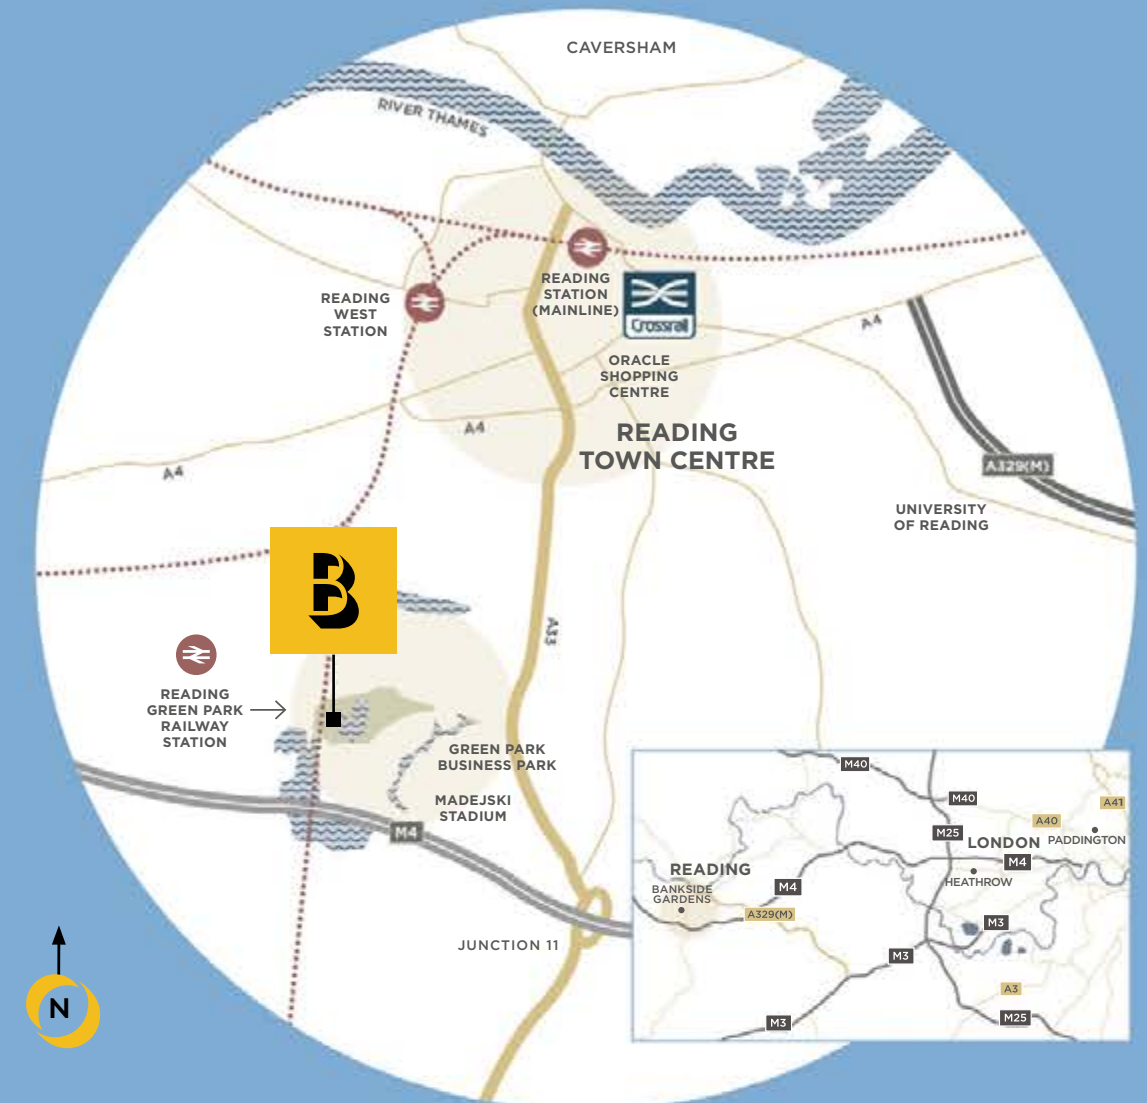 CAVERSHAM
RIVER THAMES
READING
WEST
STATION
READING
STATION
(MAINLINE)
Crossrail
A4
ORACLE
SHOPPING
CENTRE
A4
READING
TOWN CENTRE
A4
A329(M)
UNIVERSITY
OF READING
B
A33
READING
GREEN PARK
RAILWAY
STATION
GREEN PARK
BUSINESS PARK
MADEJSKI
STADIUM
M4
JUNCTION 11
N
M40
M40
A41
A40
M25
LONDON
PADDINGTON
M4
READING
HEATHROW
BANKSIDE
GARDENS
M4
A329(M)
M3
M3
A3
M25
M3